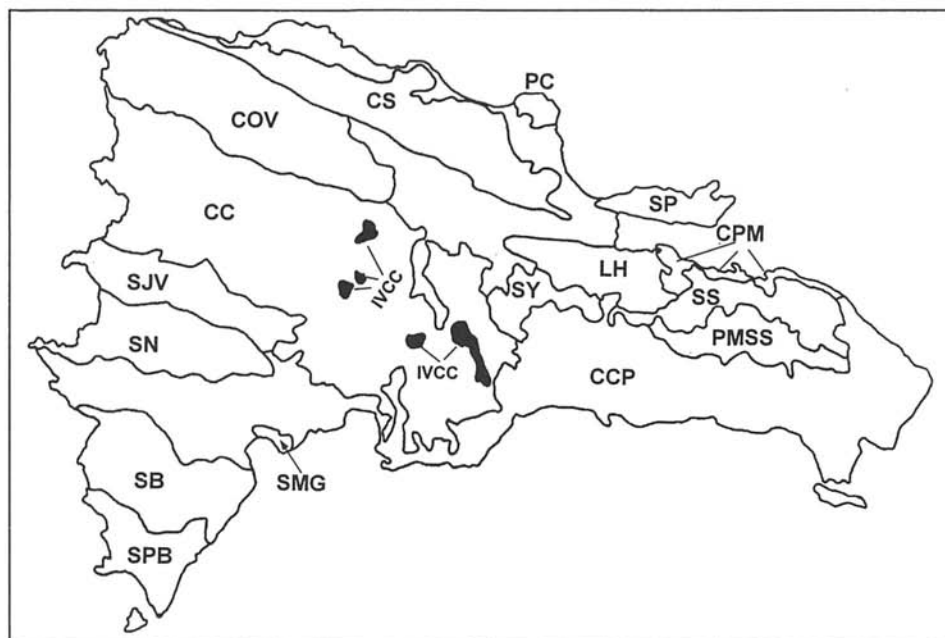 PC
CS
COV
SP
CC
CPM
LH
SJV
IVCC
SY
SS
SN
PMSS
IVCC
CCP
SB
SMG
SPB